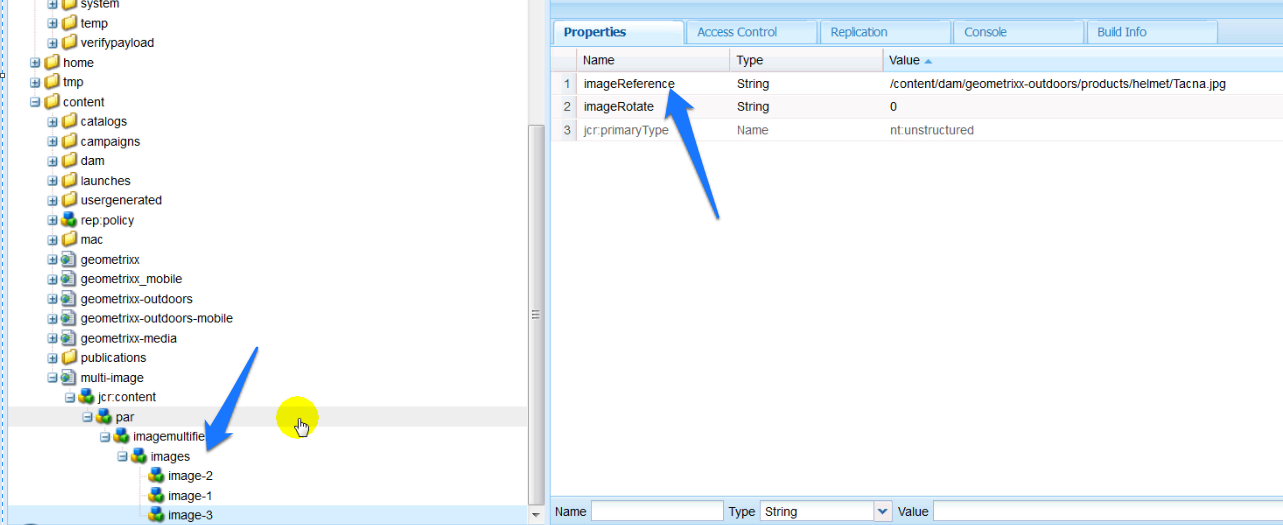 system
temp
verifypayload
home
tmp
content
catalogs
campaigns
dam
launches
usergenerated
rep:policy
mac
geometrixx
geometrixx_mobile
geometrixx-outdoors
geometrixx-outdoors-mobile
geometrixx-media
publications
multi-image
jcr:content
par
imagemultifie
images
image-2
image-1
image-3
Properties Access Control Replication Console Build Info
Name Type Value
1 imageReference String /content/dam/geometrixx-outdoors/products/helmet/Tacna.jpg
2 imageRotate String 0
3 jcr:primaryType Name nt:unstructured
Name Type String Value